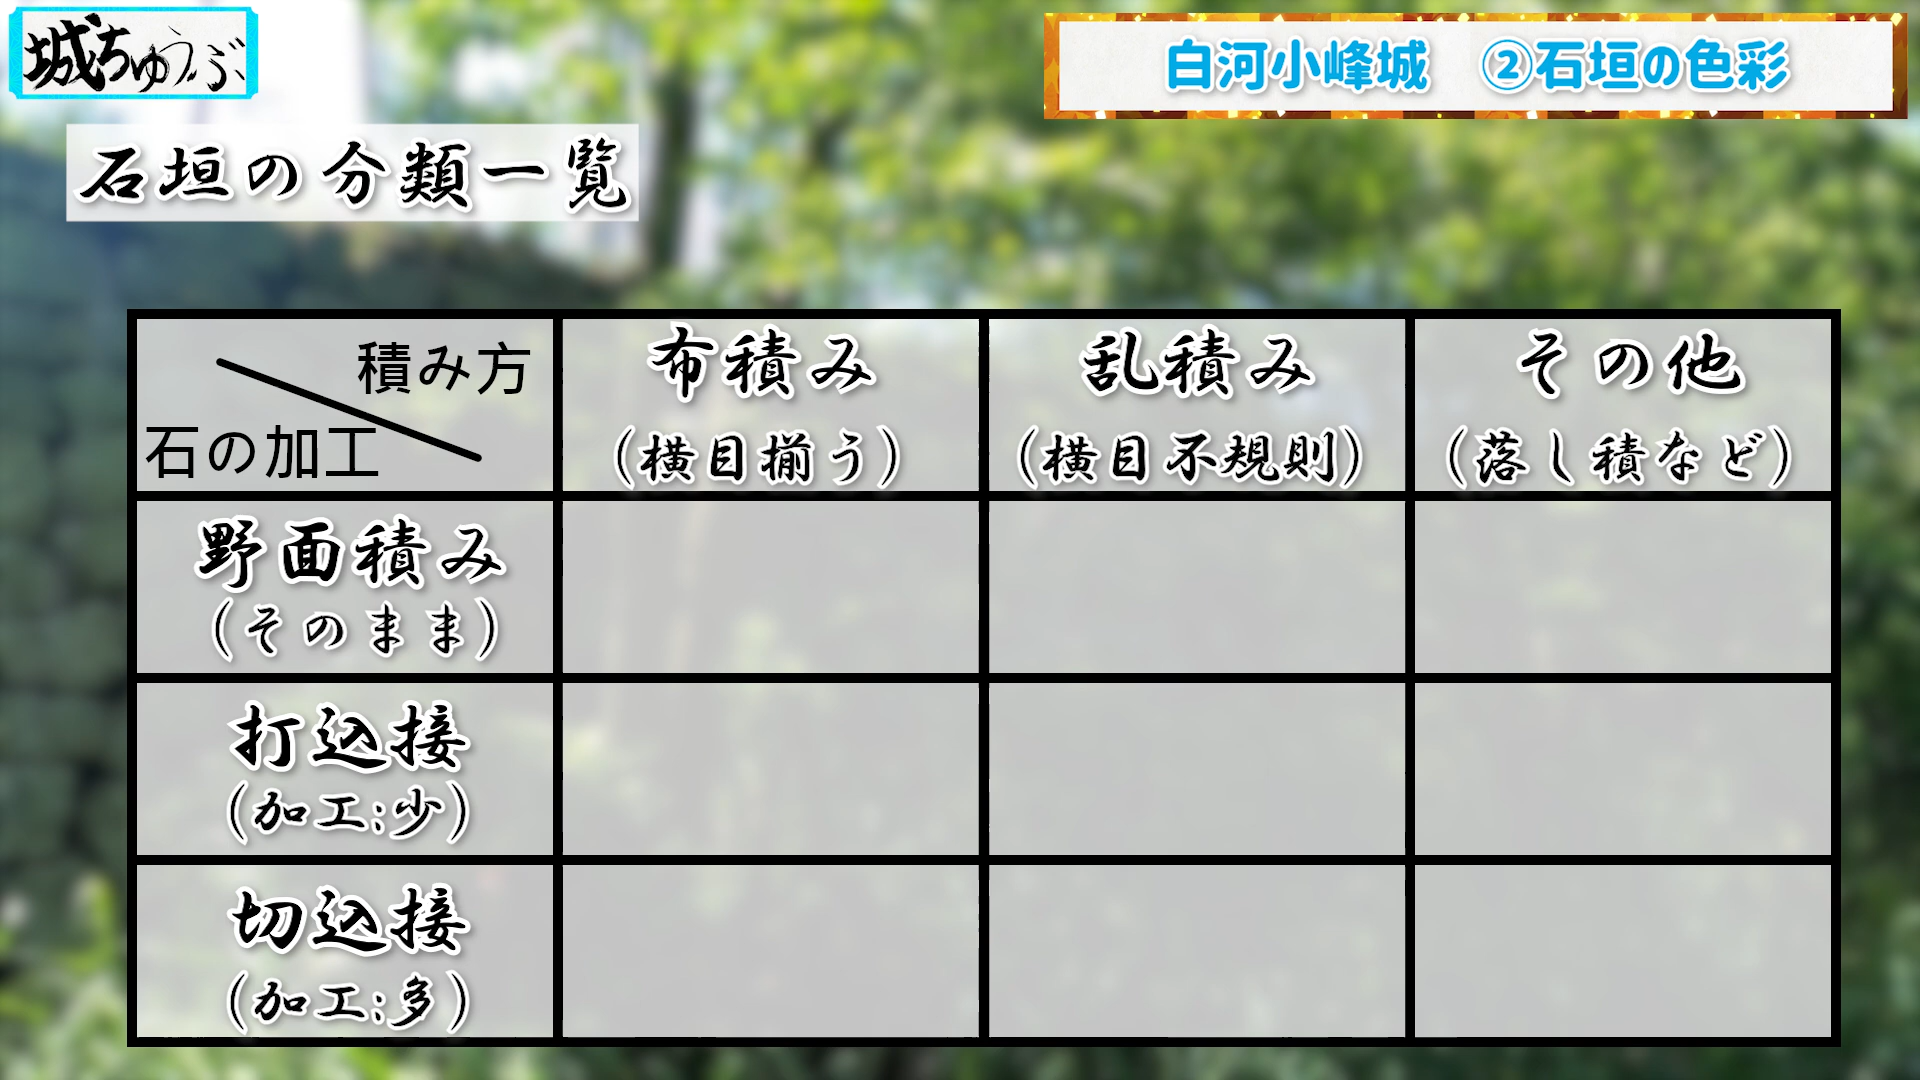 城ちゅうぶ
白河小峰城　②石垣の色彩
石垣の分類一覧
積み方
石の加工
布積み
(横目揃う)
乱積み
(横目不規則)
その他
(落し積など)
野面積み
(そのまま)
打込接
(加工:少)
切込接
(加工:多)